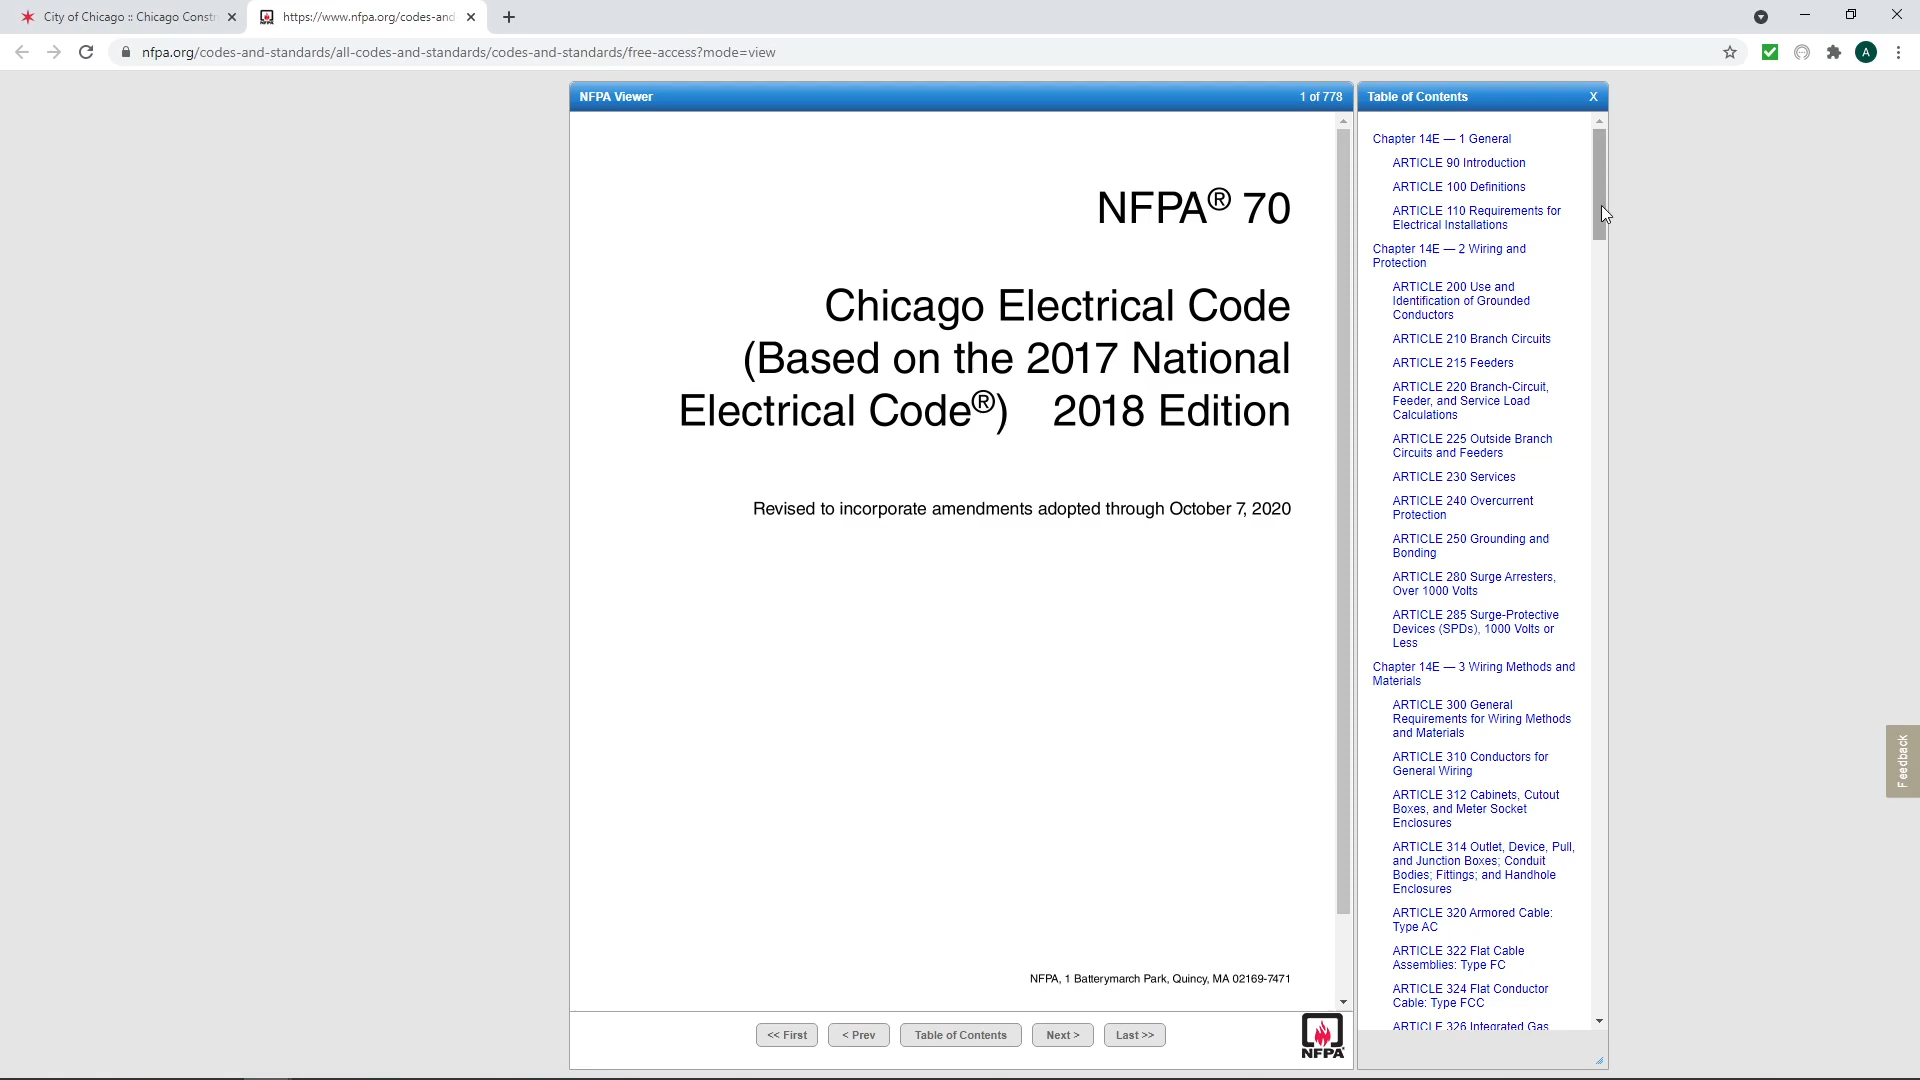 City of Chicago :: Chicago Constr
https://www.nfpa.org/codes-and
nfpa.org/codes-and-standards/all-codes-and-standards/codes-and-standards/free-access?mode=view
A
NFPA Viewer
1 of 778
NFPA® 70
Chicago Electrical Code
(Based on the 2017 National
Electrical Code®) 2018 Edition
Revised to incorporate amendments adopted through October 7, 2020
NFPA, 1 Batterymarch Park, Quincy, MA 02169-7471
<< First
< Prev
Table of Contents
Next >
Last >>
NFPA
Table of Contents
X
Chapter 14E — 1 General
ARTICLE 90 Introduction
ARTICLE 100 Definitions
ARTICLE 110 Requirements for
Electrical Installations
Chapter 14E — 2 Wiring and
Protection
ARTICLE 200 Use and
Identification of Grounded
Conductors
ARTICLE 210 Branch Circuits
ARTICLE 215 Feeders
ARTICLE 220 Branch-Circuit,
Feeder, and Service Load
Calculations
ARTICLE 225 Outside Branch
Circuits and Feeders
ARTICLE 230 Services
ARTICLE 240 Overcurrent
Protection
ARTICLE 250 Grounding and
Bonding
ARTICLE 280 Surge Arresters,
Over 1000 Volts
ARTICLE 285 Surge-Protective
Devices (SPDs), 1000 Volts or
Less
Chapter 14E — 3 Wiring Methods and
Materials
ARTICLE 300 General
Requirements for Wiring Methods
and Materials
ARTICLE 310 Conductors for
General Wiring
ARTICLE 312 Cabinets, Cutout
Boxes, and Meter Socket
Enclosures
ARTICLE 314 Outlet, Device, Pull,
and Junction Boxes; Conduit
Bodies; Fittings; and Handhole
Enclosures
ARTICLE 320 Armored Cable:
Type AC
ARTICLE 322 Flat Cable
Assemblies: Type FC
ARTICLE 324 Flat Conductor
Cable: Type FCC
ARTICLE 326 Integrated Gas
Feedback